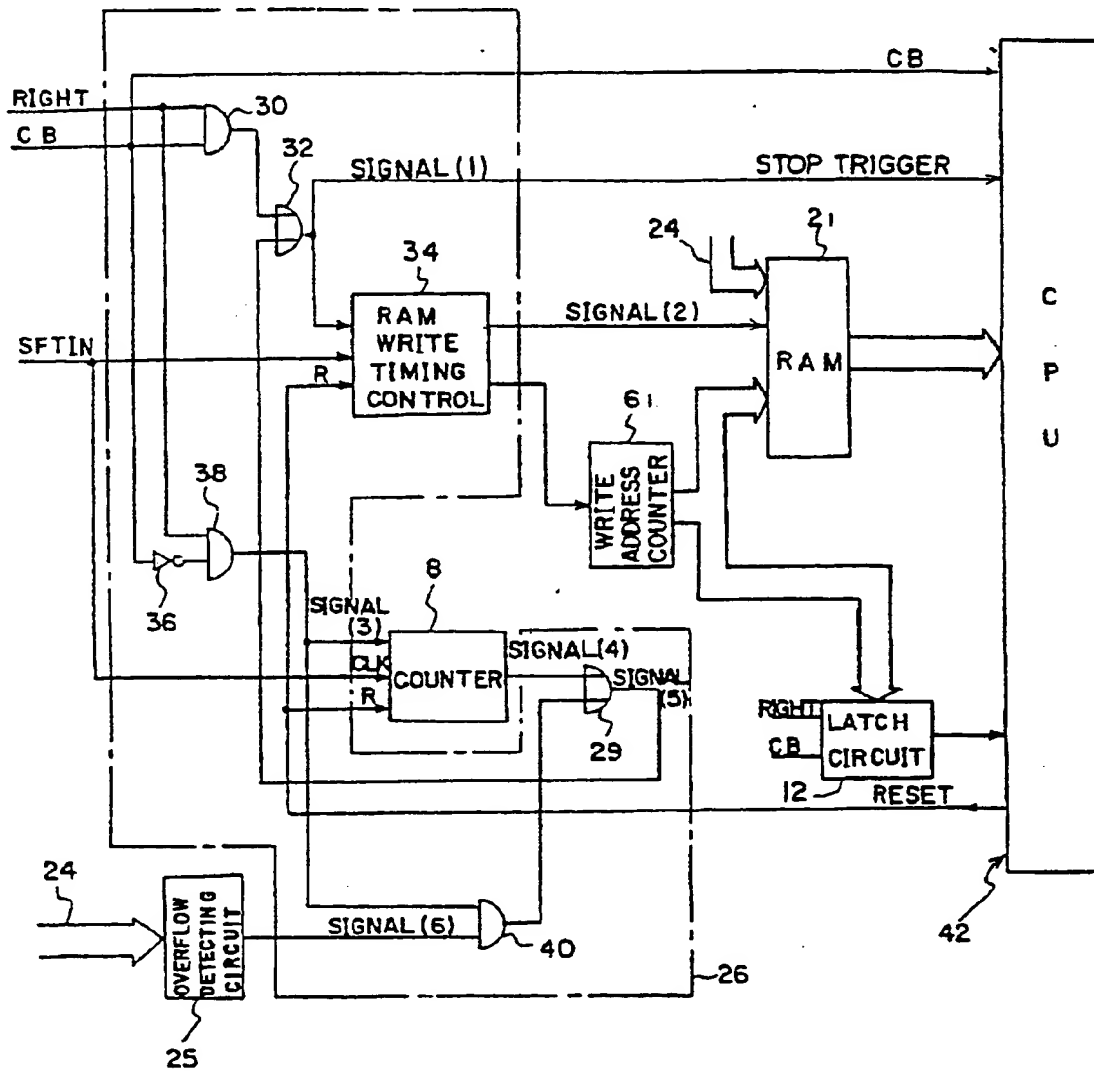 CB
RIGHT
CB
30
32
SIGNAL (1)
STOP TRIGGER
24
21
34
RAM
WRITE
TIMING
CONTROL
SIGNAL(2)
RAM
C
P
U
SFTIN
R
61
WRITE
ADDRESS
COUNTER
38
36
8
SIGNAL
(3)
CLK
R
COUNTER
SIGNAL(4)
SIGNAL
(5)
29
RIGHT
CB
LATCH
CIRCUIT
12
RESET
24
SIGNAL(6)
40
42
OVERFLOW
DETECTING
CIRCUIT
26
25